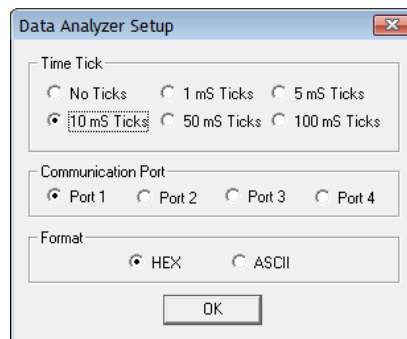 Data Analyzer Setup
Time Tick
No Ticks 1 mS Ticks 5 mS Ticks
10 mS Ticks 50 mS Ticks 100 mS Ticks
Communication Port
Port 1 Port 2 Port 3 Port 4
Format
HEX ASCII
OK